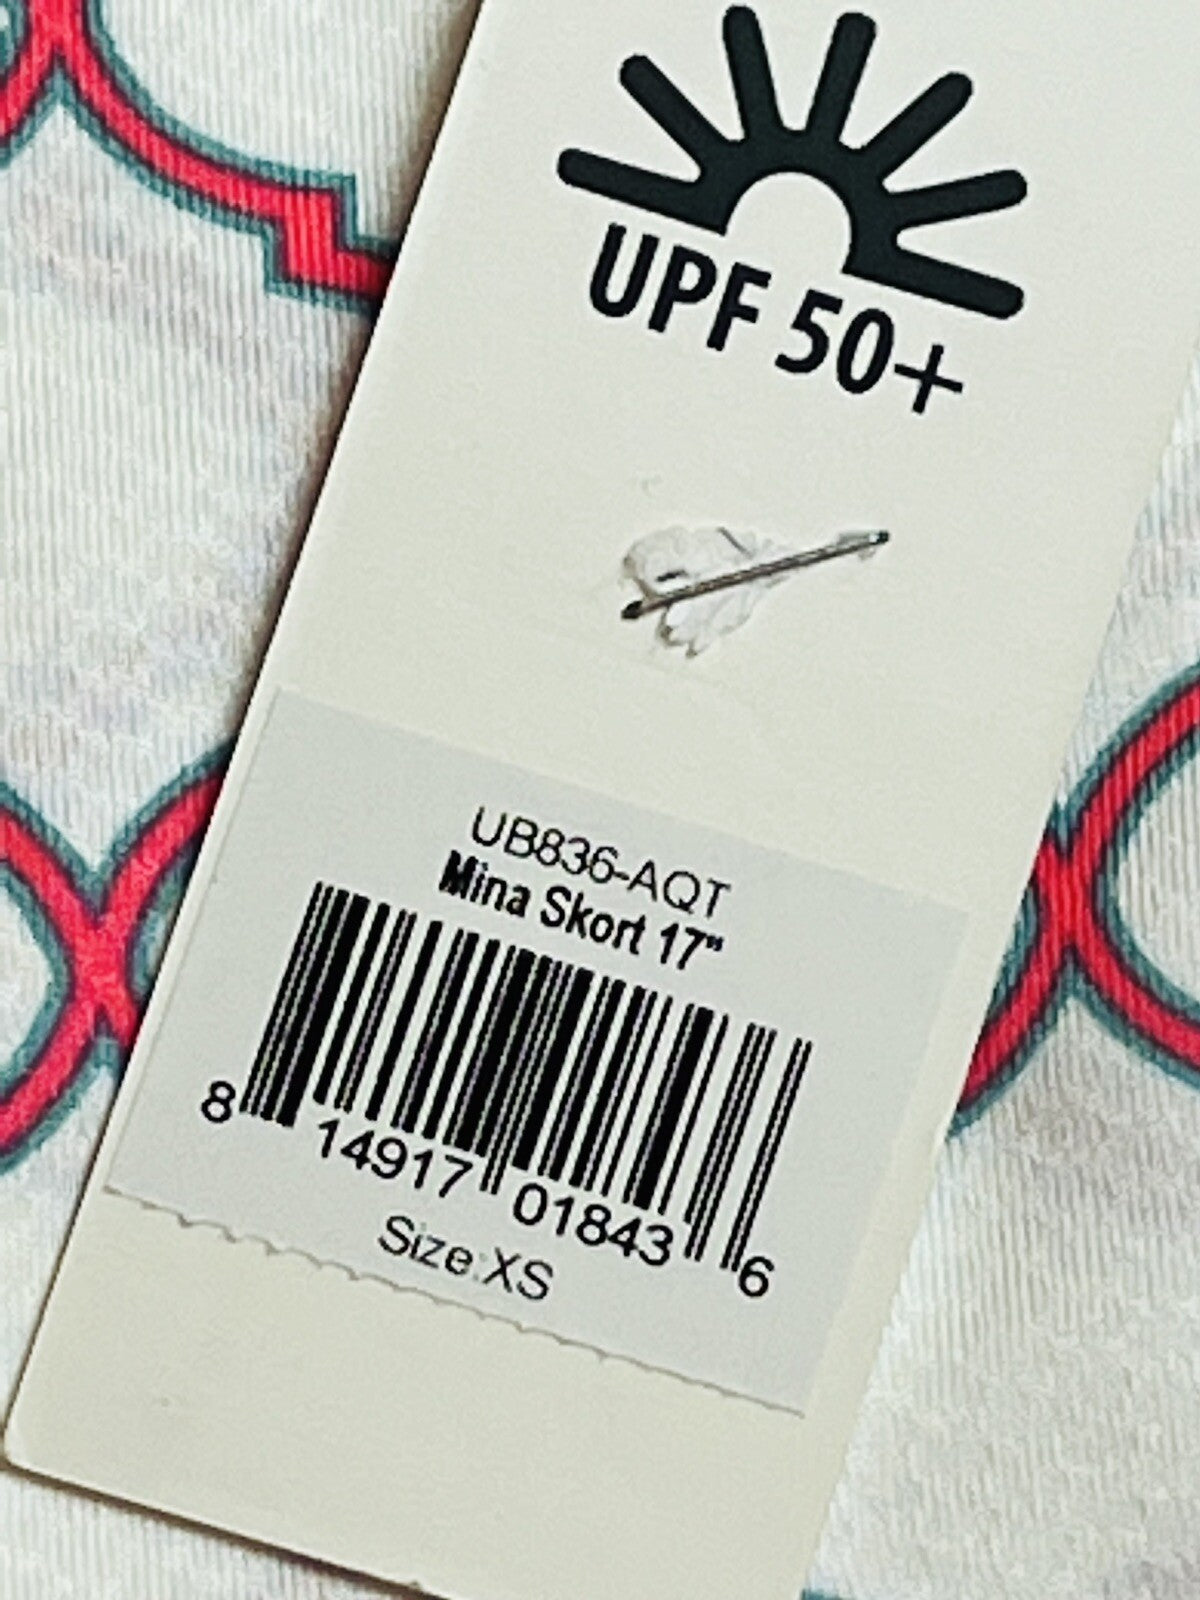 UPF 50+
UB836-AQT
Mina Skort 17"
8 14917 01843 6
Size:XS